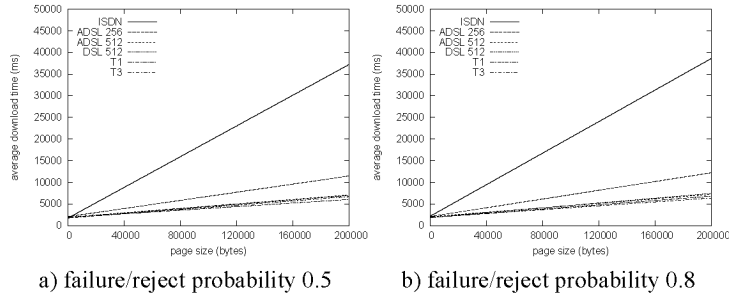 50000
45000
40000
35000
30000
25000
20000
15000
10000
5000
0
average download time (ms)
ISDN
ADSL 256
ADSL 512
DSL 512
T1
T3
0 40000 80000 120000 160000 200000
page size (bytes)
a) failure/reject probability 0.5
50000
45000
40000
35000
30000
25000
20000
15000
10000
5000
0
average download time (ms)
ISDN
ADSL 256
ADSL 512
DSL 512
T1
T3
0 40000 80000 120000 160000 200000
page size (bytes)
b) failure/reject probability 0.8